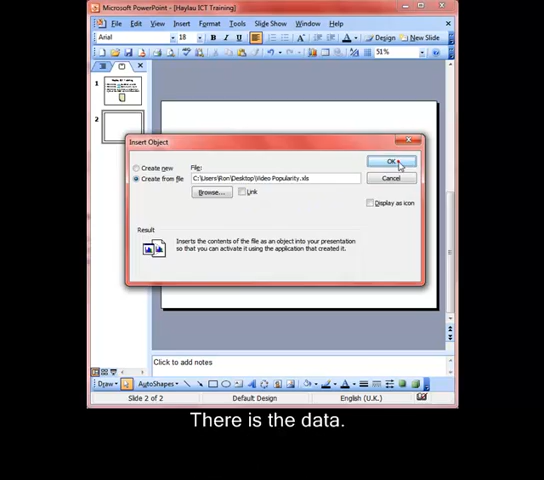 Microsoft PowerPoint - [Haylau ICT Training]
File Edit View Insert Format Tools Slide Show Window
Arial 18 B I U S A A A Design New Slide
51%
1
2
Insert Object
Create new
Create from file
File:
C:\Users\Ron\Desktop\Video Popularity.xls
Browse...
Link
OK
Cancel
Display as icon
Result
Inserts the contents of the file as an object into your presentation
so that you can activate it using the application that created it.
Click to add notes
Draw AutoShapes
Slide 2 of 2 Default Design English (U.K.)
There is the data.